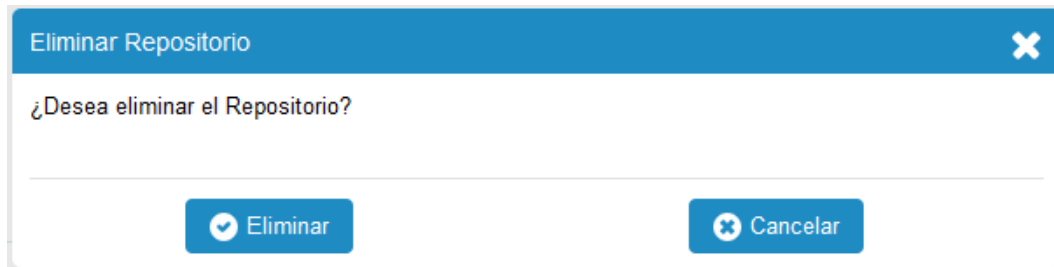 Eliminar Repositorio
¿Desea eliminar el Repositorio?
Eliminar
Cancelar